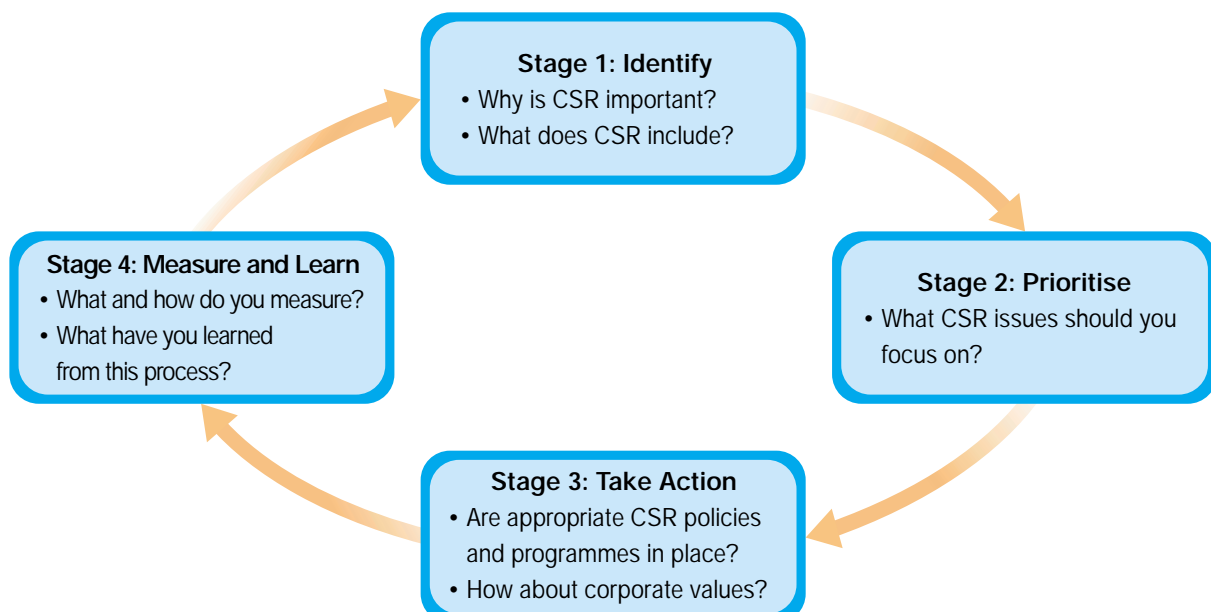 Stage 1: Identify
• Why is CSR important?
• What does CSR include?
Stage 2: Prioritise
• What CSR issues should you
focus on?
Stage 3: Take Action
• Are appropriate CSR policies
and programmes in place?
• How about corporate values?
Stage 4: Measure and Learn
• What and how do you measure?
• What have you learned
from this process?